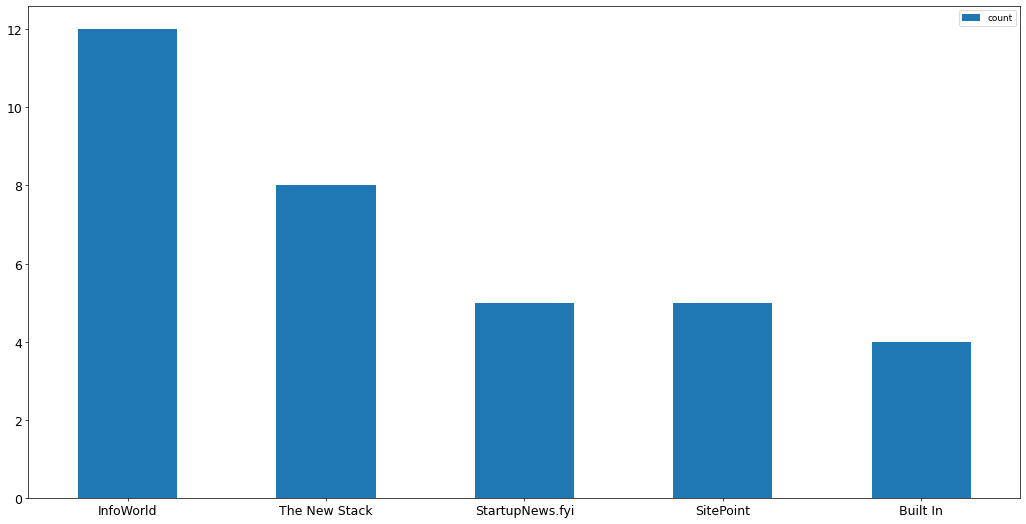 count
12
10
8
6
4
2
0
InfoWorld
The New Stack
StartupNews.fyi
SitePoint
Built In